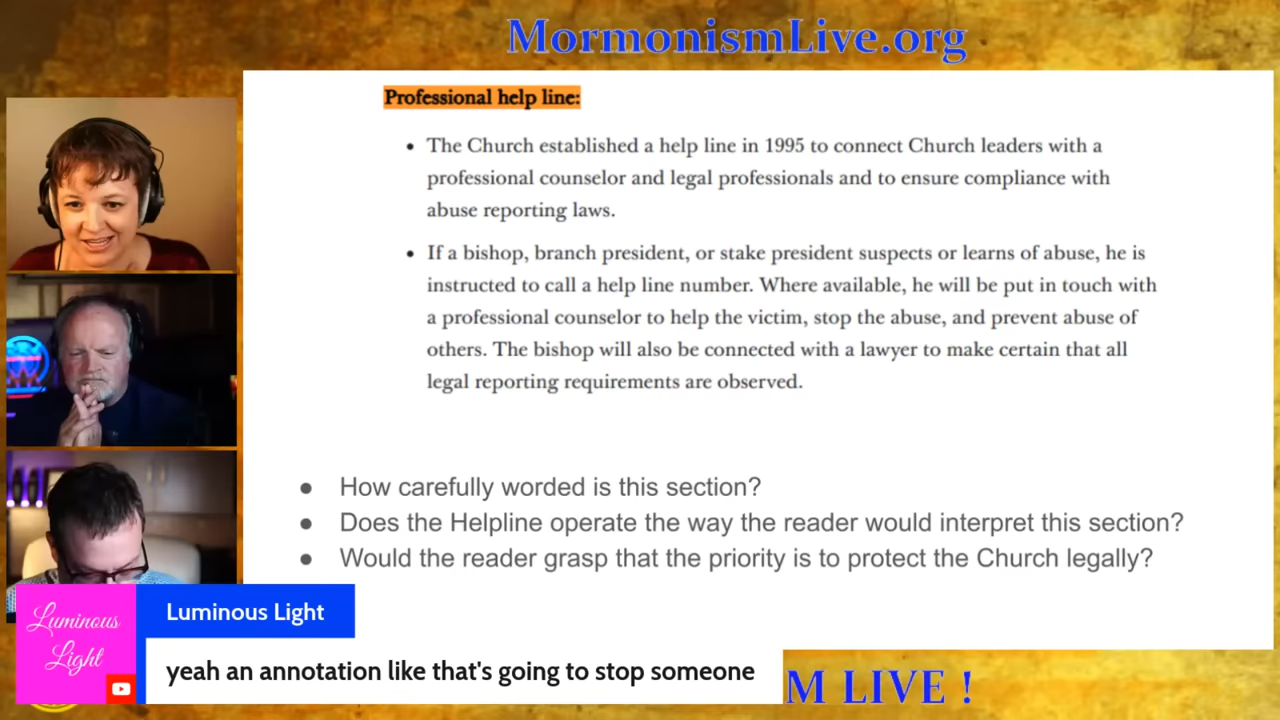 MormonismLive.org
Professional help line:
• The Church established a help line in 1995 to connect Church leaders with a
professional counselor and legal professionals and to ensure compliance with
abuse reporting laws.
• If a bishop, branch president, or stake president suspects or learns of abuse, he is
instructed to call a help line number. Where available, he will be put in touch with
a professional counselor to help the victim, stop the abuse, and prevent abuse of
others. The bishop will also be connected with a lawyer to make certain that all
legal reporting requirements are observed.
● How carefully worded is this section?
● Does the Helpline operate the way the reader would interpret this section?
● Would the reader grasp that the priority is to protect the Church legally?
Luminous
Light
Luminous Light
yeah an annotation like that's going to stop someone
M LIVE !